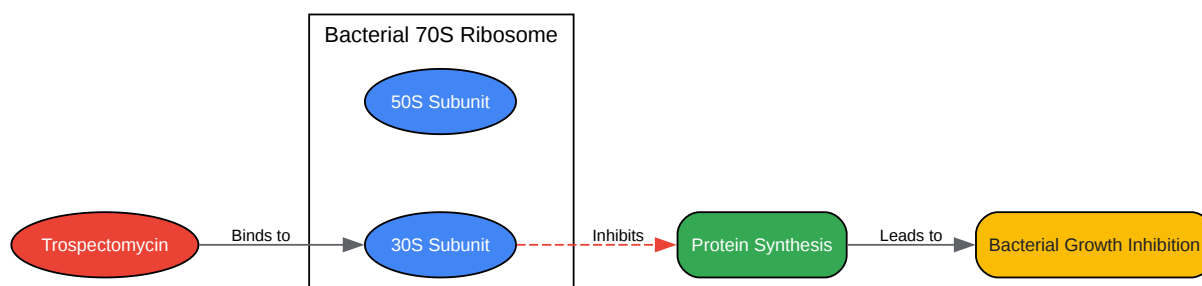 Bacterial 70S Ribosome
50S Subunit
Trospectomycin
Binds to
30S Subunit
Inhibits
Protein Synthesis
Leads to
Bacterial Growth Inhibition